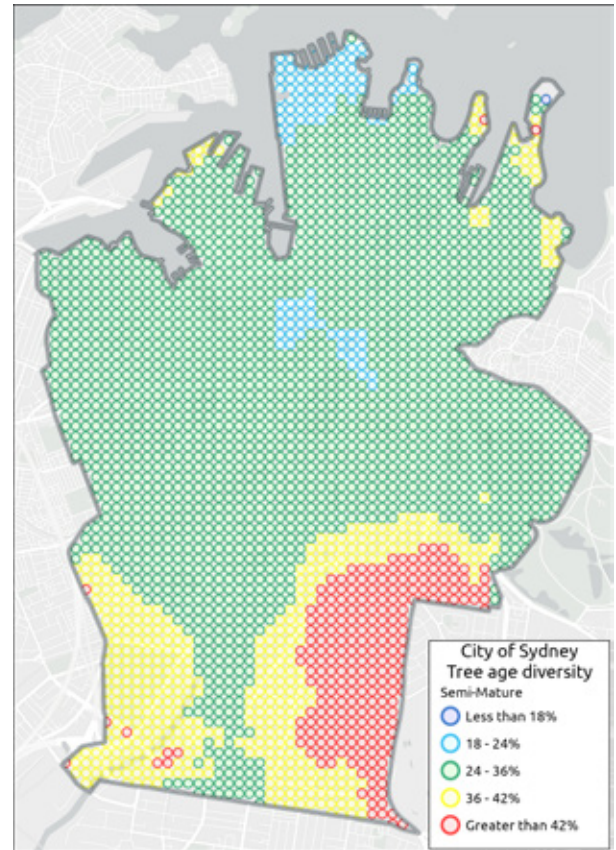 City of Sydney
Tree age diversity
Semi-Mature
Less than 18%
18 - 24%
24 - 36%
36 - 42%
Greater than 42%